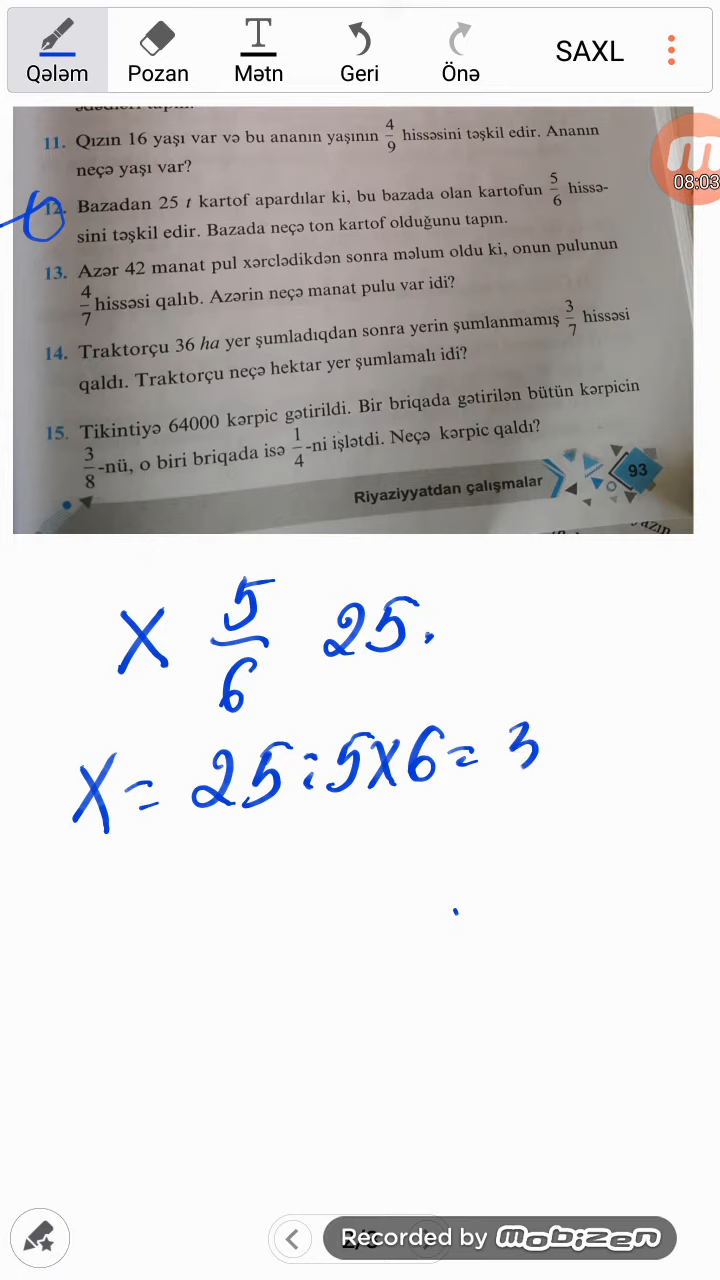 Qələm Pozan Mətn Geri Önə SAXL
08:03
11. Qızın 16 yaşı var və bu ananın yaşının 4/9 hissəsini təşkil edir. Ananın
neçə yaşı var?
12. Bazadan 25 t kartof apardılar ki, bu bazada olan kartofun 5/6 hissə-
sini təşkil edir. Bazada neçə ton kartof olduğunu tapın.
13. Azər 42 manat pul xərclədikdən sonra məlum oldu ki, onun pulunun
4/7 hissəsi qalıb. Azərin neçə manat pulu var idi?
14. Traktorçu 36 ha yer şumladıqdan sonra yerin şumlanmamış 3/7 hissəsi
qaldı. Traktorçu neçə hektar yer şumlamalı idi?
15. Tikintiyə 64000 kərpic gətirildi. Bir briqada gətirilən bütün kərpicin
3/8-nü, o biri briqada isə 1/4-ni işlətdi. Neçə kərpic qaldı?
Riyaziyyatdan çalışmalar 93
X 5/6 25.
X = 25:5X6 = 3
Recorded by mobizen